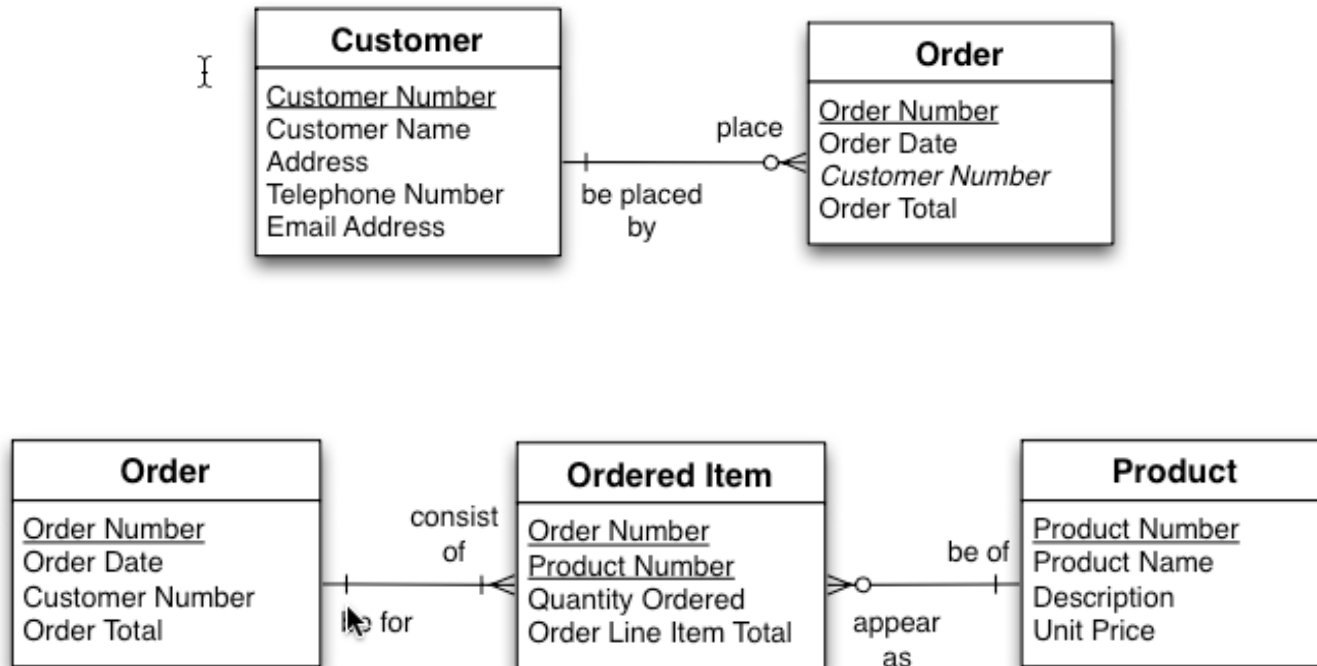 Customer
Customer Number
Customer Name
Address
Telephone Number
Email Address
be placed
by
place
Order
Order Number
Order Date
Customer Number
Order Total
Order
Order Number
Order Date
Customer Number
Order Total
consist
of
for
Ordered Item
Order Number
Product Number
Quantity Ordered
Order Line Item Total
be of
appear
as
Product
Product Number
Product Name
Description
Unit Price